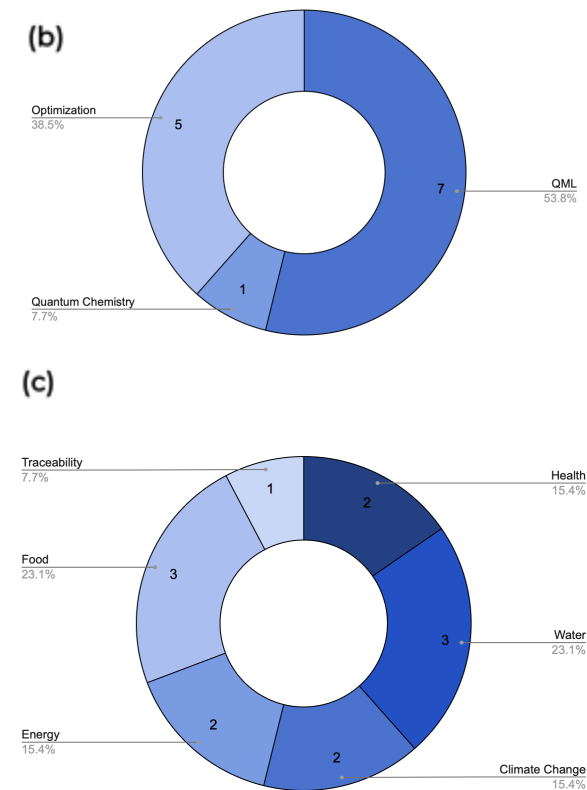 (b)
Optimization
38.5%
5
7
QML
53.8%
Quantum Chemistry
7.7%
1
(c)
Traceability
7.7%
1
Health
15.4%
2
Food
23.1%
3
3
Water
23.1%
Energy
15.4%
2
2
Climate Change
15.4%